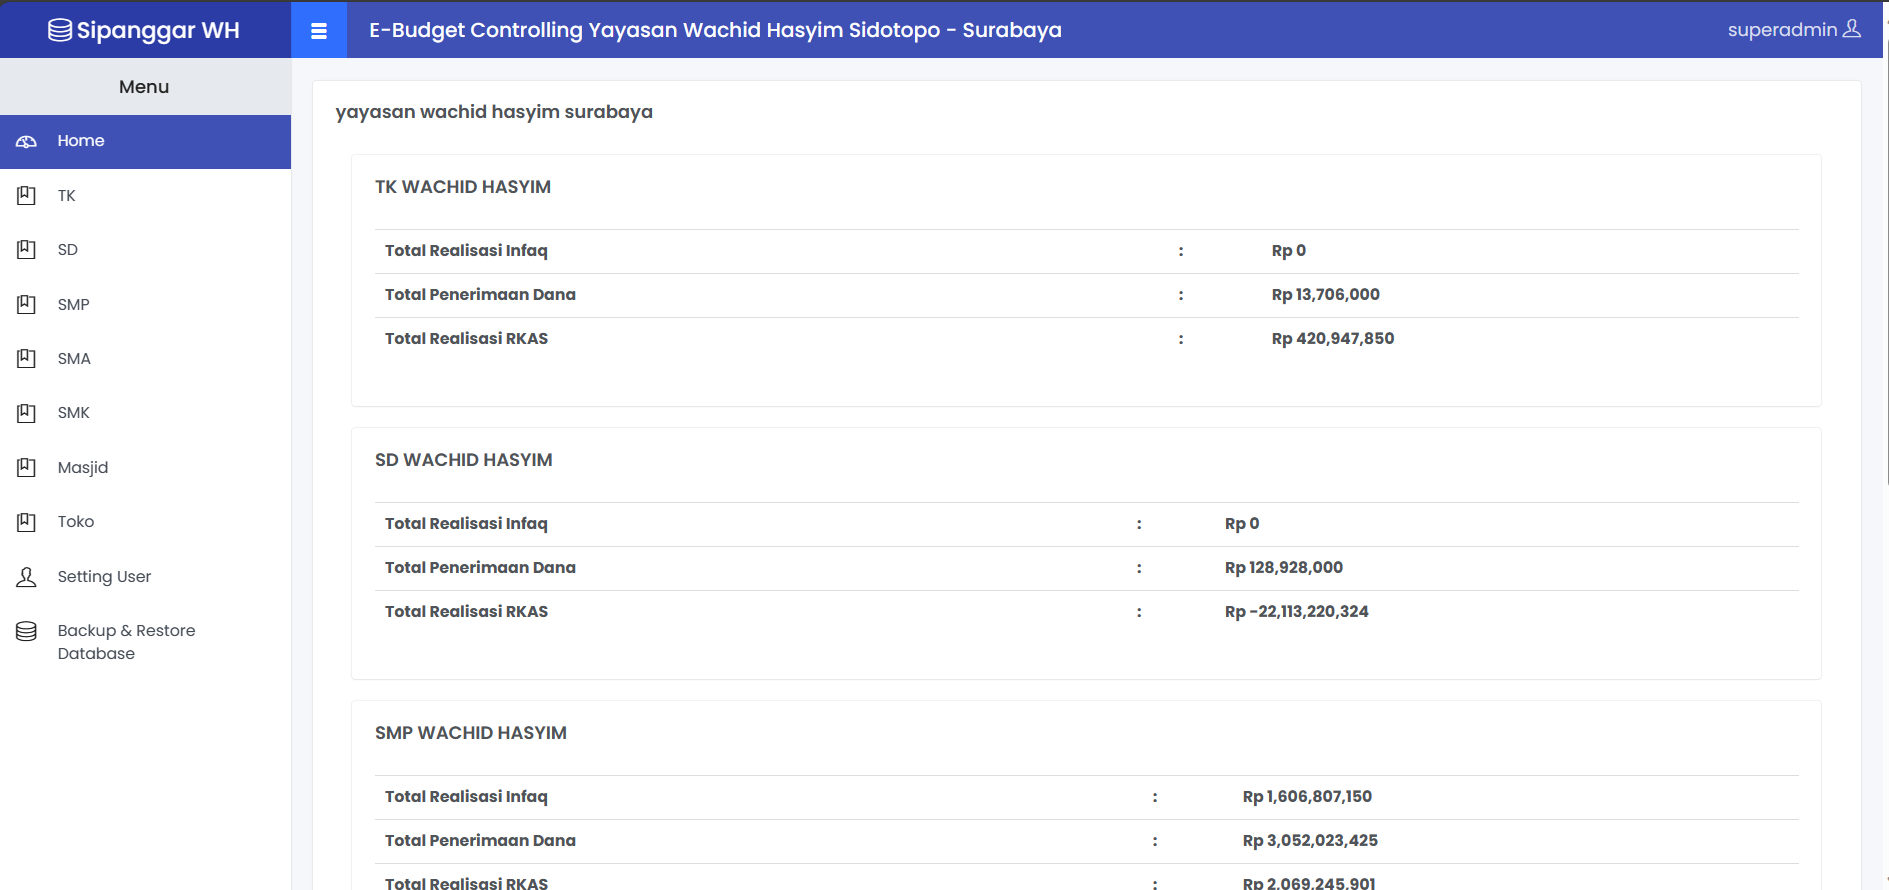 Sipanggar WH
E-Budget Controlling Yayasan Wachid Hasyim Sidotopo - Surabaya
superadmin
Menu
Home
TK
SD
SMP
SMA
SMK
Masjid
Toko
Setting User
Backup & Restore
Database
yayasan wachid hasyim surabaya
TK WACHID HASYIM
Total Realisasi Infaq : Rp 0
Total Penerimaan Dana : Rp 13,706,000
Total Realisasi RKAS : Rp 420,947,850
SD WACHID HASYIM
Total Realisasi Infaq : Rp 0
Total Penerimaan Dana : Rp 128,928,000
Total Realisasi RKAS : Rp -22,113,220,324
SMP WACHID HASYIM
Total Realisasi Infaq : Rp 1,606,807,150
Total Penerimaan Dana : Rp 3,052,023,425
Total Realisasi RKAS : Rp 2,069,245,901